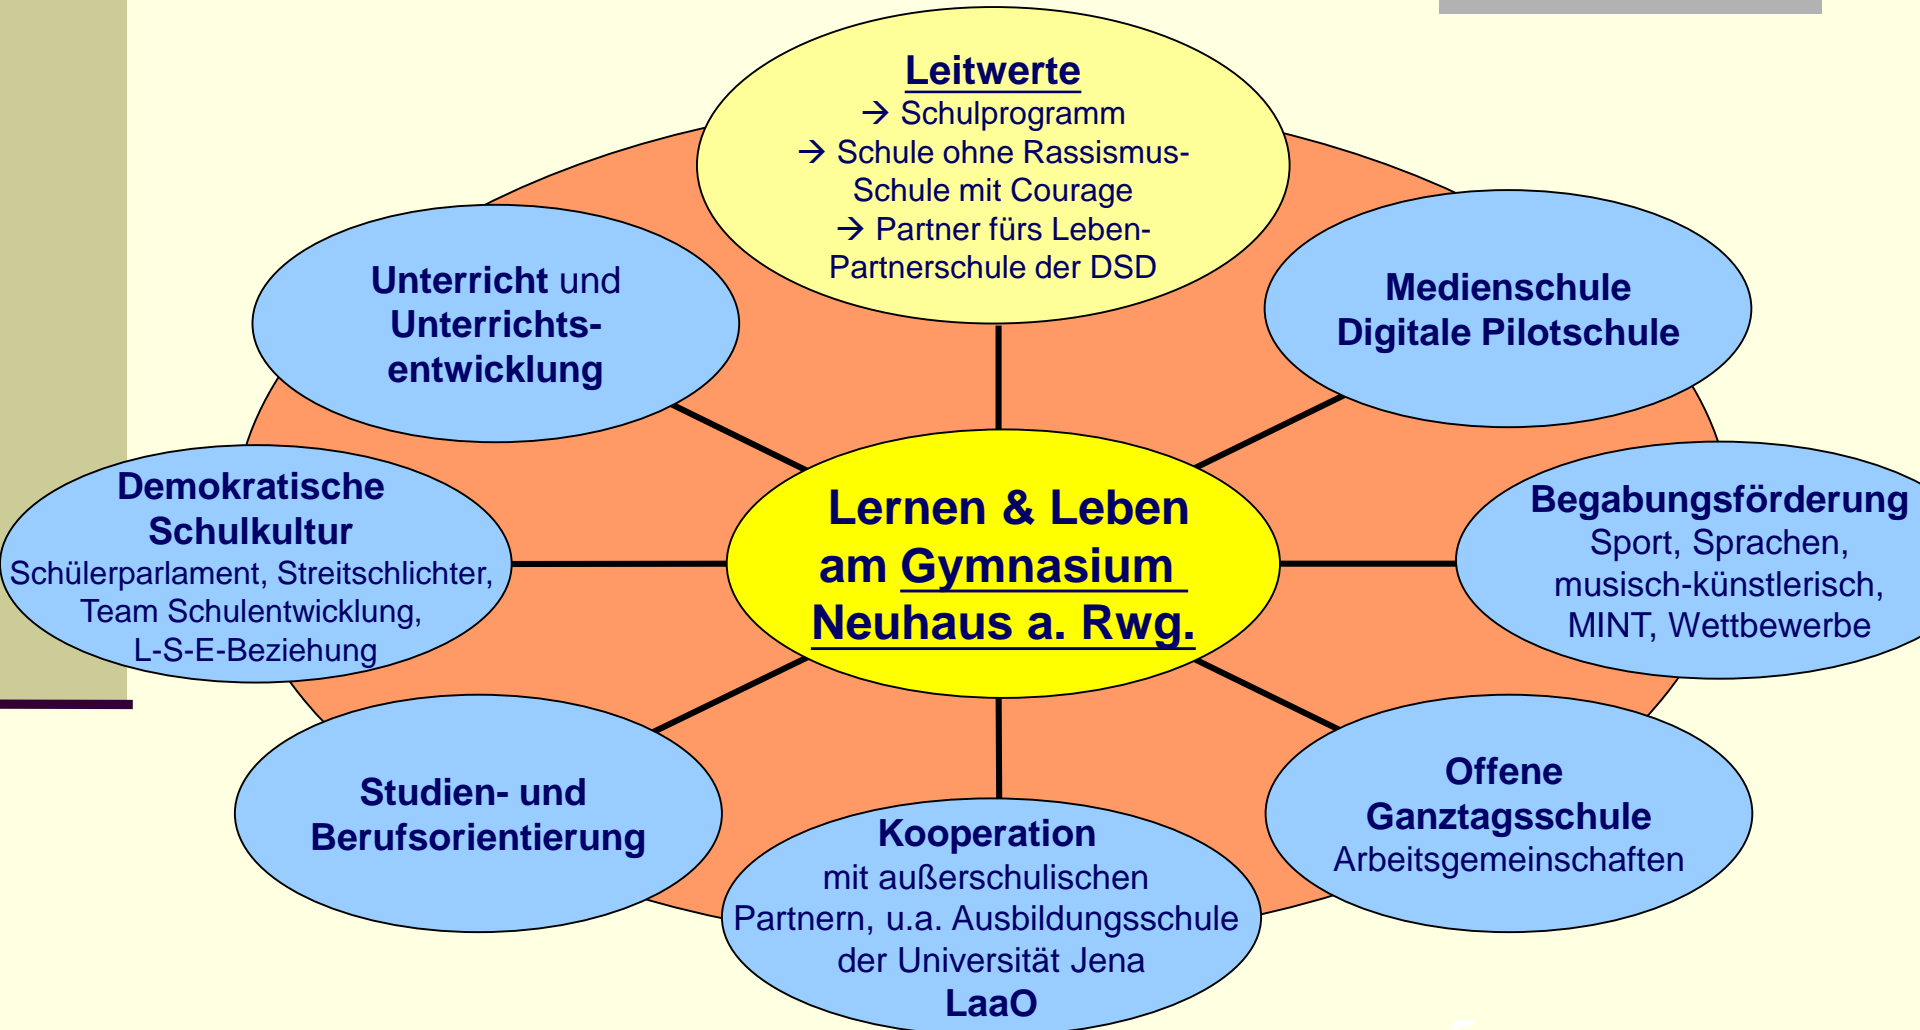 Leitwerte
→ Schulprogramm
→ Schule ohne Rassismus-
Schule mit Courage
→ Partner fürs Leben-
Partnerschule der DSD
Unterricht und
Unterrichts-
entwicklung
Medienschule
Digitale Pilotschule
Demokratische
Schulkultur
Schülerparlament, Streitschlichter,
Team Schulentwicklung,
L-S-E-Beziehung
Lernen & Leben
am Gymnasium
Neuhaus a. Rwg.
Begabungsförderung
Sport, Sprachen,
musisch-künstlerisch,
MINT, Wettbewerbe
Studien- und
Berufsorientierung
Kooperation
mit außerschulischen
Partnern, u.a. Ausbildungsschule
der Universität Jena
LaaO
Offene
Ganztagsschule
Arbeitsgemeinschaften